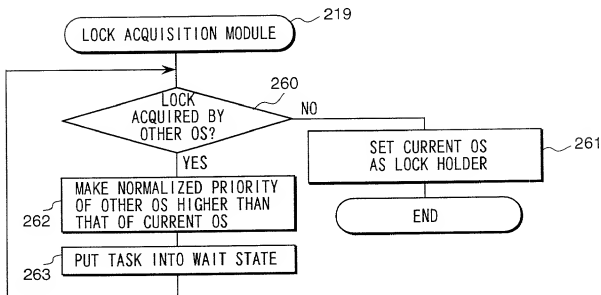 LOCK ACQUISITION MODULE
219
LOCK
ACQUIRED BY
OTHER OS?
260
NO
YES
SET CURRENT OS
AS LOCK HOLDER
261
END
MAKE NORMALIZED PRIORITY
OF OTHER OS HIGHER THAN
THAT OF CURRENT OS
262
PUT TASK INTO WAIT STATE
263